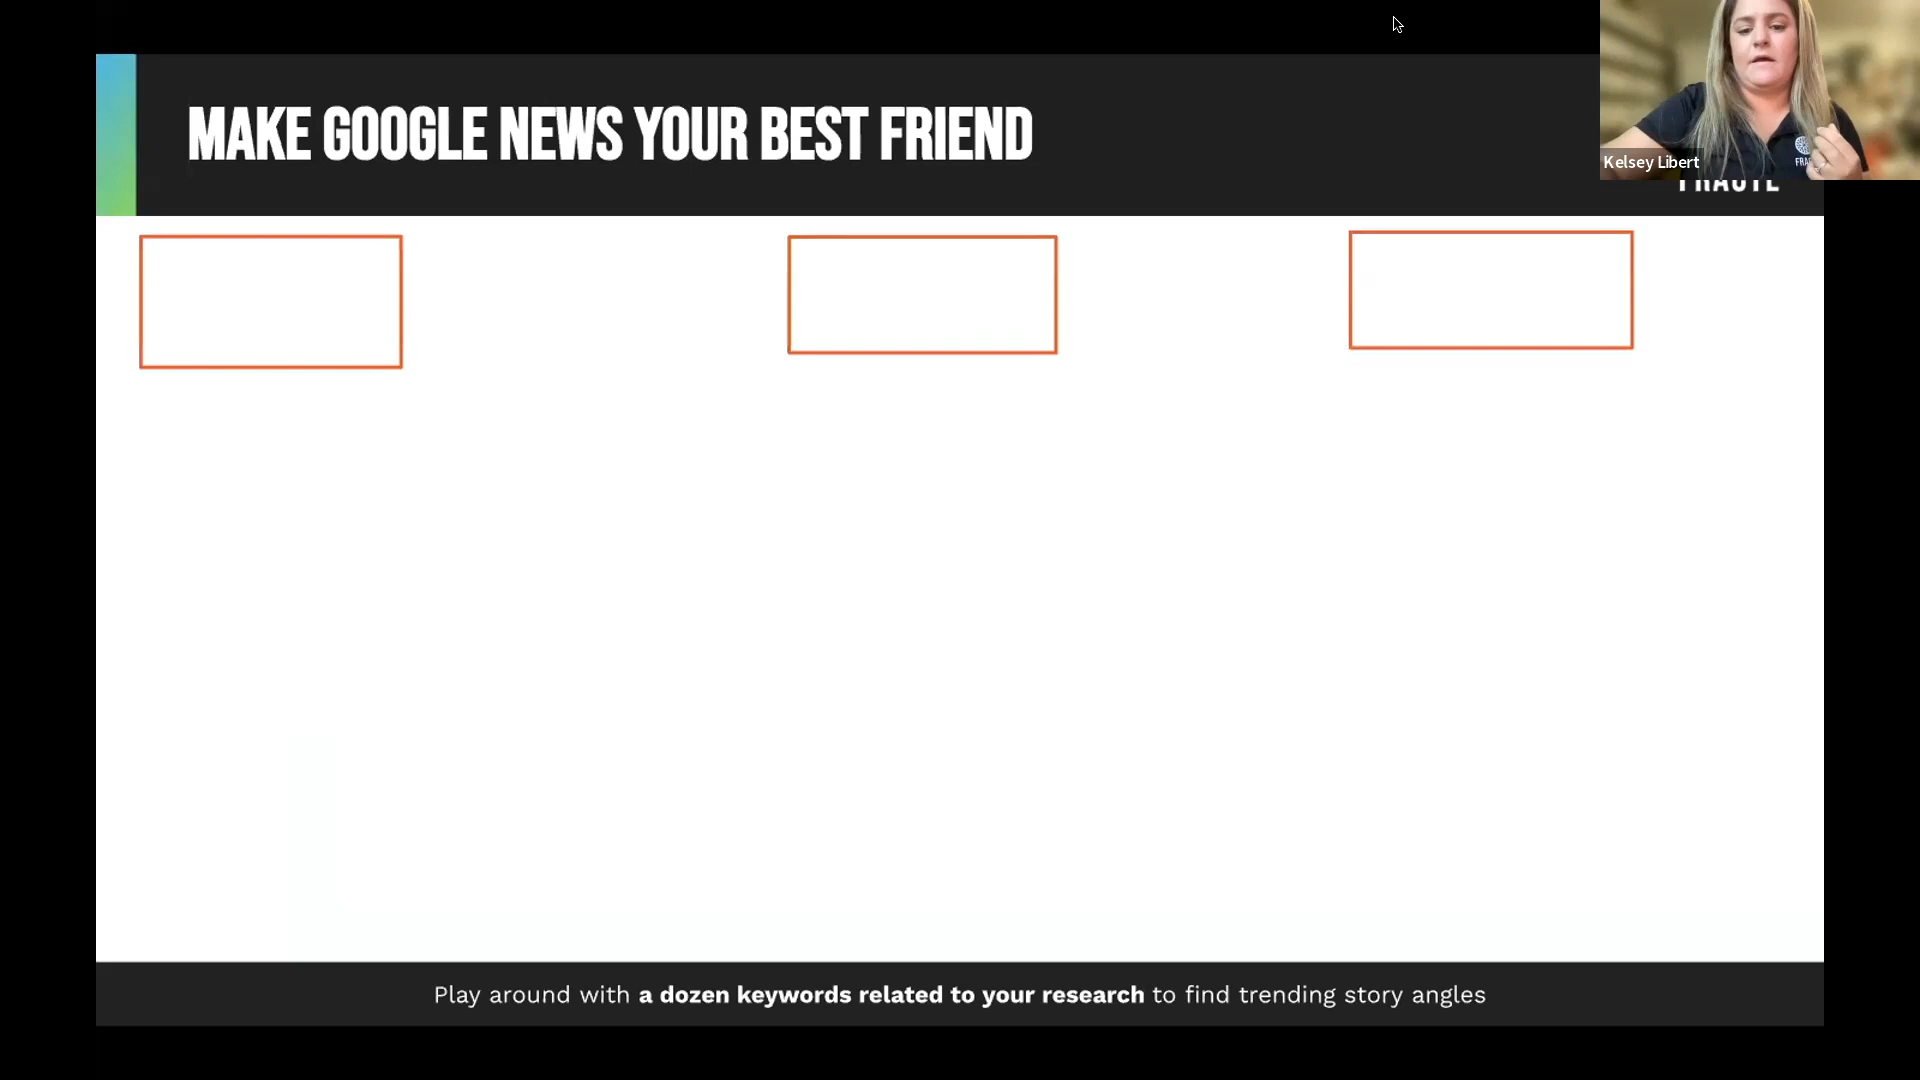 MAKE GOOGLE NEWS YOUR BEST FRIEND
Kelsey Libert
Play around with a dozen keywords related to your research to find trending story angles